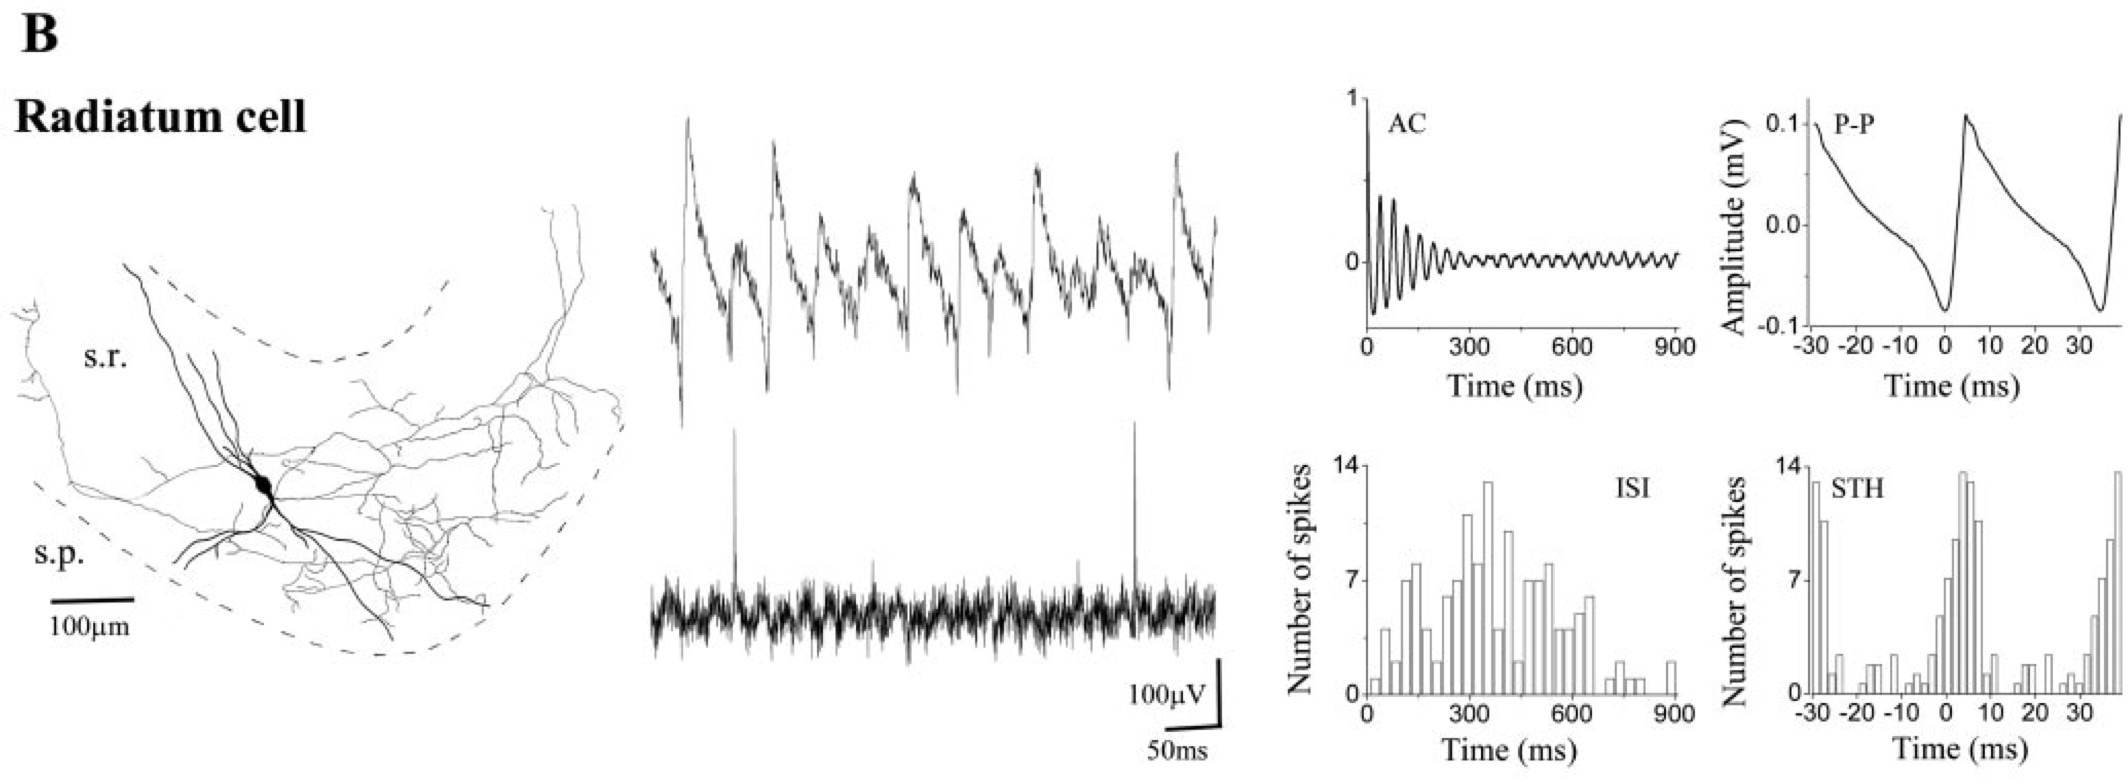 B
Radiatum cell
s.r.
s.p.
100μm
100μV
50ms
AC
1
0
0 300 600 900
Time (ms)
P-P
Amplitude (mV)
0.1
0.0
-0.1
-30 -20 -10 0 10 20 30
Time (ms)
ISI
Number of spikes
14
7
0
0 300 600 900
Time (ms)
STH
Number of spikes
14
7
0
-30 -20 -10 0 10 20 30
Time (ms)